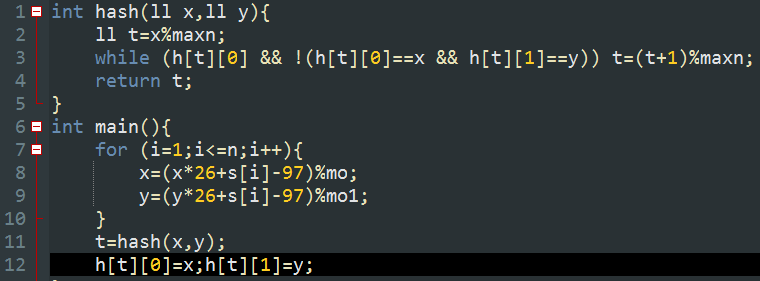 1 int hash(ll x,ll y){
2 ll t=x%maxn;
3 while (h[t][0] && !(h[t][0]==x && h[t][1]==y)) t=(t+1)%maxn;
4 return t;
5 }
6 int main(){
7 for (i=1;i<=n;i++){
8 x=(x*26+s[i]-97)%mo;
9 y=(y*26+s[i]-97)%mo1;
10 }
11 t=hash(x,y);
12 h[t][0]=x;h[t][1]=y;